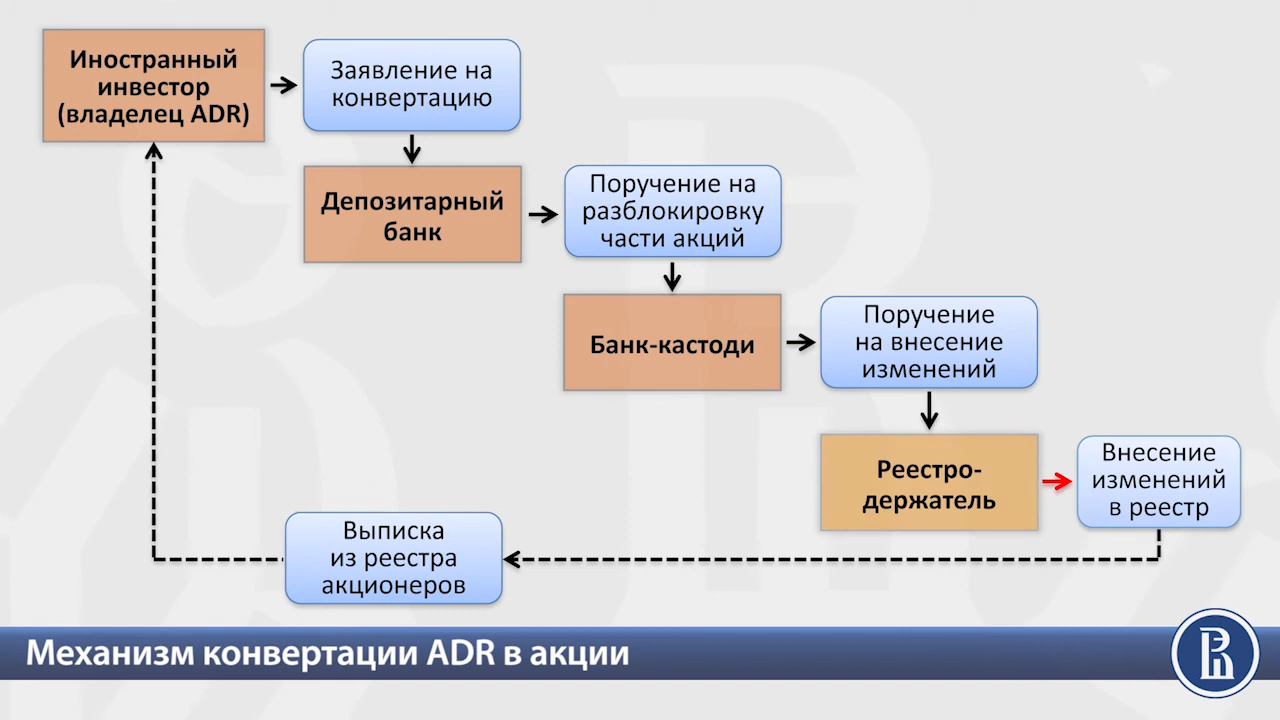 Иностранный
инвестор
(владелец ADR)
Заявление на
конвертацию
Депозитарный
банк
Поручение на
разблокировку
части акций
Банк-кастоди
Поручение
на внесение
изменений
Реестро-
держатель
Внесение
изменений
в реестр
Выписка
из реестра
акционеров
Механизм конвертации ADR в акции